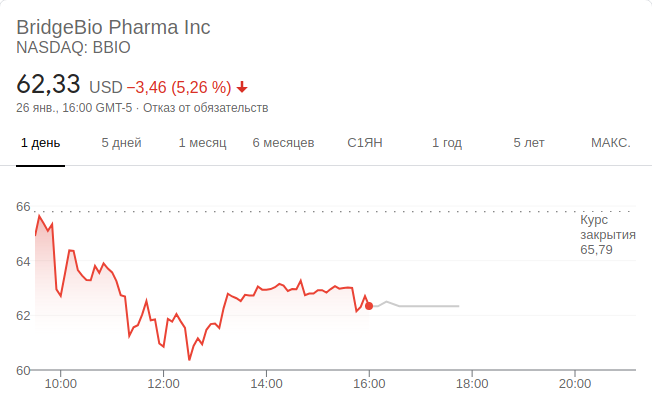 BridgeBio Pharma Inc
NASDAQ: BBIO
62,33 USD −3,46 (5,26 %)
26 янв., 16:00 GMT-5 · Отказ от обязательств
1 день 5 дней 1 месяц 6 месяцев С1ЯН 1 год 5 лет МАКС.
66
Курс
закрытия
65,79
64
62
60
10:00 12:00 14:00 16:00 18:00 20:00